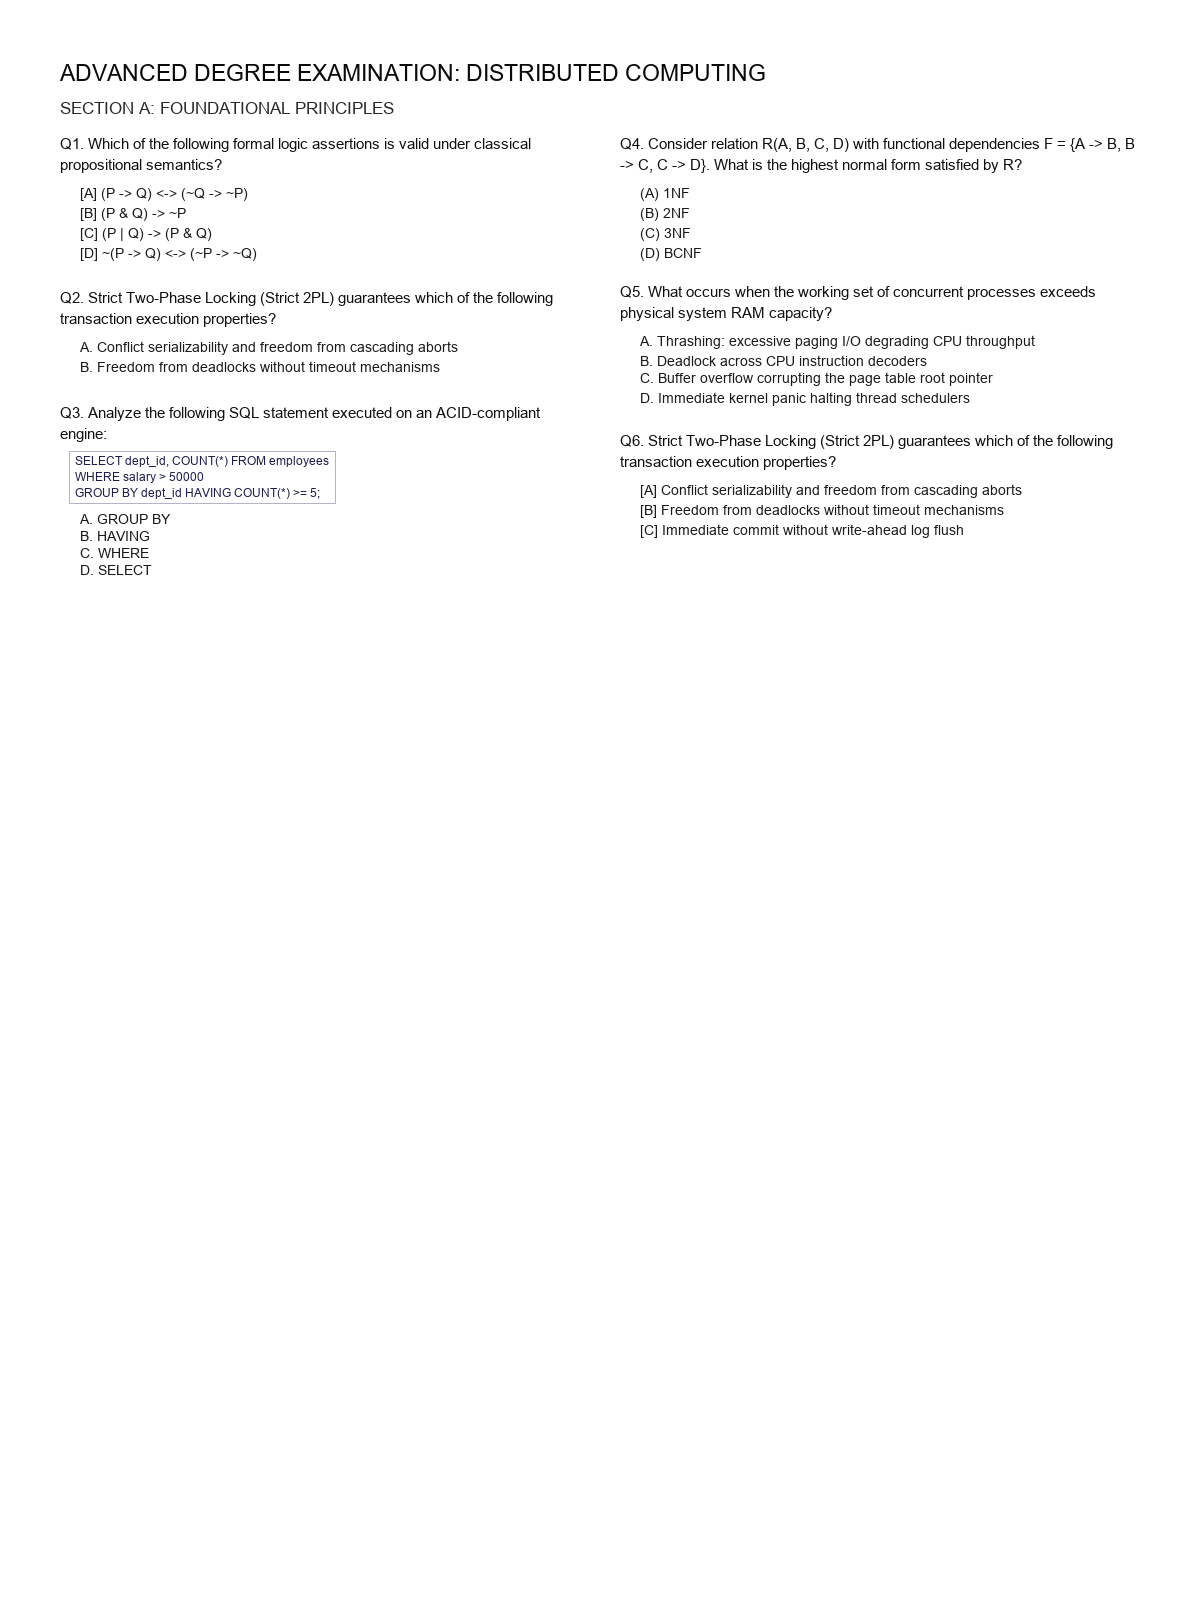 ADVANCED DEGREE EXAMINATION: DISTRIBUTED COMPUTING
SECTION A: FOUNDATIONAL PRINCIPLES
Q1. Which of the following formal logic assertions is valid under classical
propositional semantics?
[A] (P -> Q) <-> (~Q -> ~P)
[B] (P & Q) -> ~P
[C] (P | Q) -> (P & Q)
[D] ~(P -> Q) <-> (~P -> ~Q)
Q2. Strict Two-Phase Locking (Strict 2PL) guarantees which of the following
transaction execution properties?
A. Conflict serializability and freedom from cascading aborts
B. Freedom from deadlocks without timeout mechanisms
Q3. Analyze the following SQL statement executed on an ACID-compliant
engine:
SELECT dept_id, COUNT(*) FROM employees
WHERE salary > 50000
GROUP BY dept_id HAVING COUNT(*) >= 5;
A. GROUP BY
B. HAVING
C. WHERE
D. SELECT
Q4. Consider relation R(A, B, C, D) with functional dependencies F = {A -> B, B
-> C, C -> D}. What is the highest normal form satisfied by R?
(A) 1NF
(B) 2NF
(C) 3NF
(D) BCNF
Q5. What occurs when the working set of concurrent processes exceeds
physical system RAM capacity?
A. Thrashing: excessive paging I/O degrading CPU throughput
B. Deadlock across CPU instruction decoders
C. Buffer overflow corrupting the page table root pointer
D. Immediate kernel panic halting thread schedulers
Q6. Strict Two-Phase Locking (Strict 2PL) guarantees which of the following
transaction execution properties?
[A] Conflict serializability and freedom from cascading aborts
[B] Freedom from deadlocks without timeout mechanisms
[C] Immediate commit without write-ahead log flush